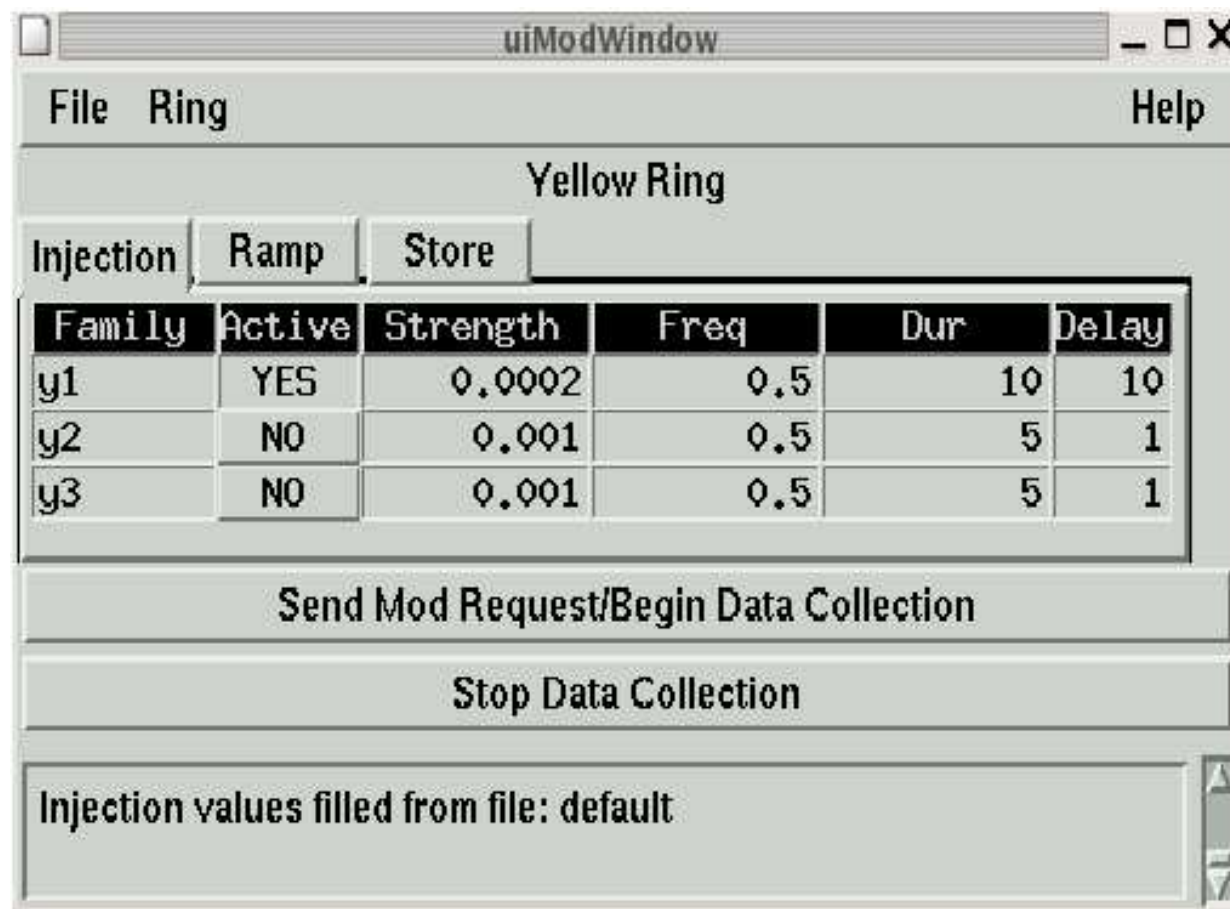 uiModWindow
File Ring Help
Yellow Ring
Injection Ramp Store
Family Active Strength Freq Dur Delay
y1 YES 0.0002 0.5 10 10
y2 NO 0.001 0.5 5 1
y3 NO 0.001 0.5 5 1
Send Mod Request/Begin Data Collection
Stop Data Collection
Injection values filled from file: default